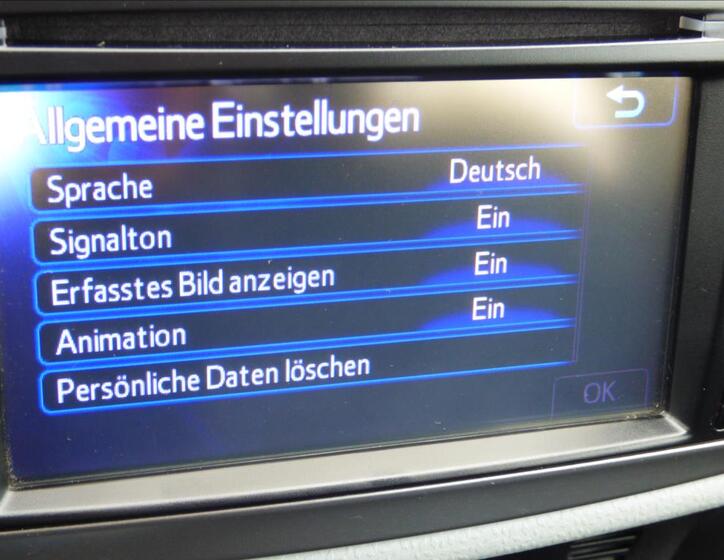 Allgemeine Einstellungen
Sprache Deutsch
Signalton Ein
Erfasstes Bild anzeigen Ein
Animation Ein
Persönliche Daten löschen
OK